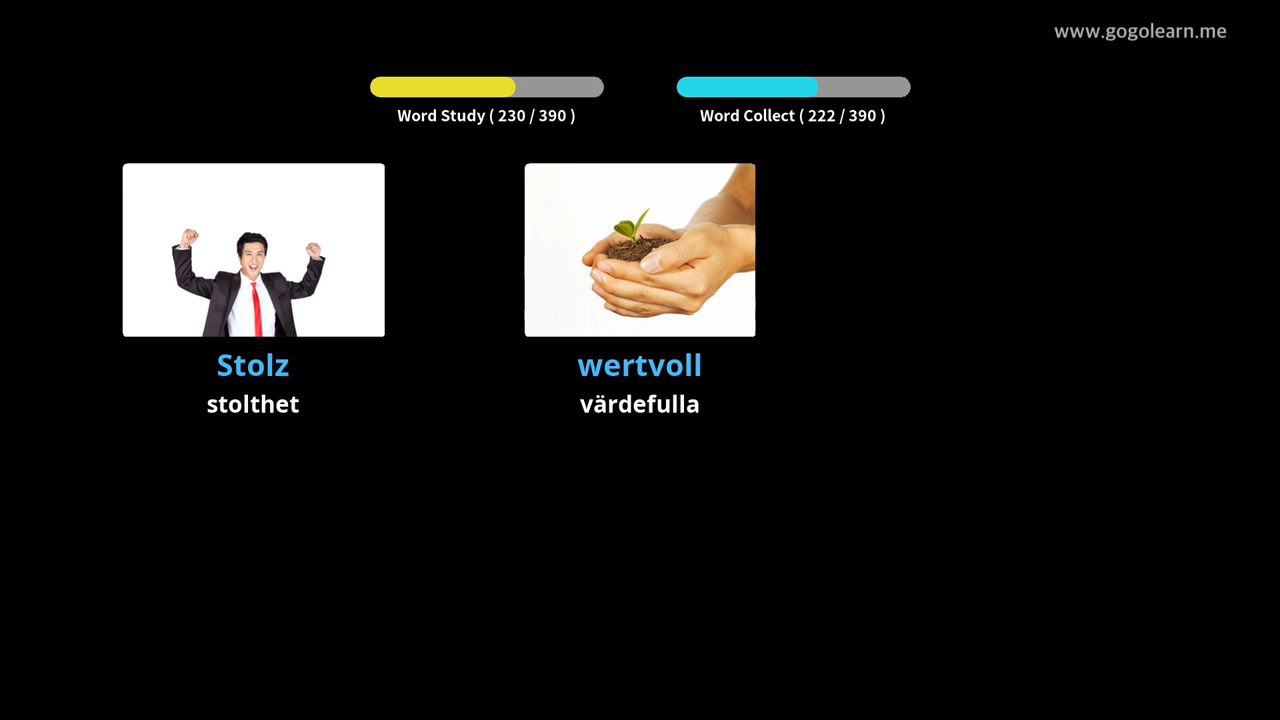 www.gogolearn.me
Word Study ( 230 / 390 )
Word Collect ( 222 / 390 )
Stolz
stolthet
wertvoll
värdefulla